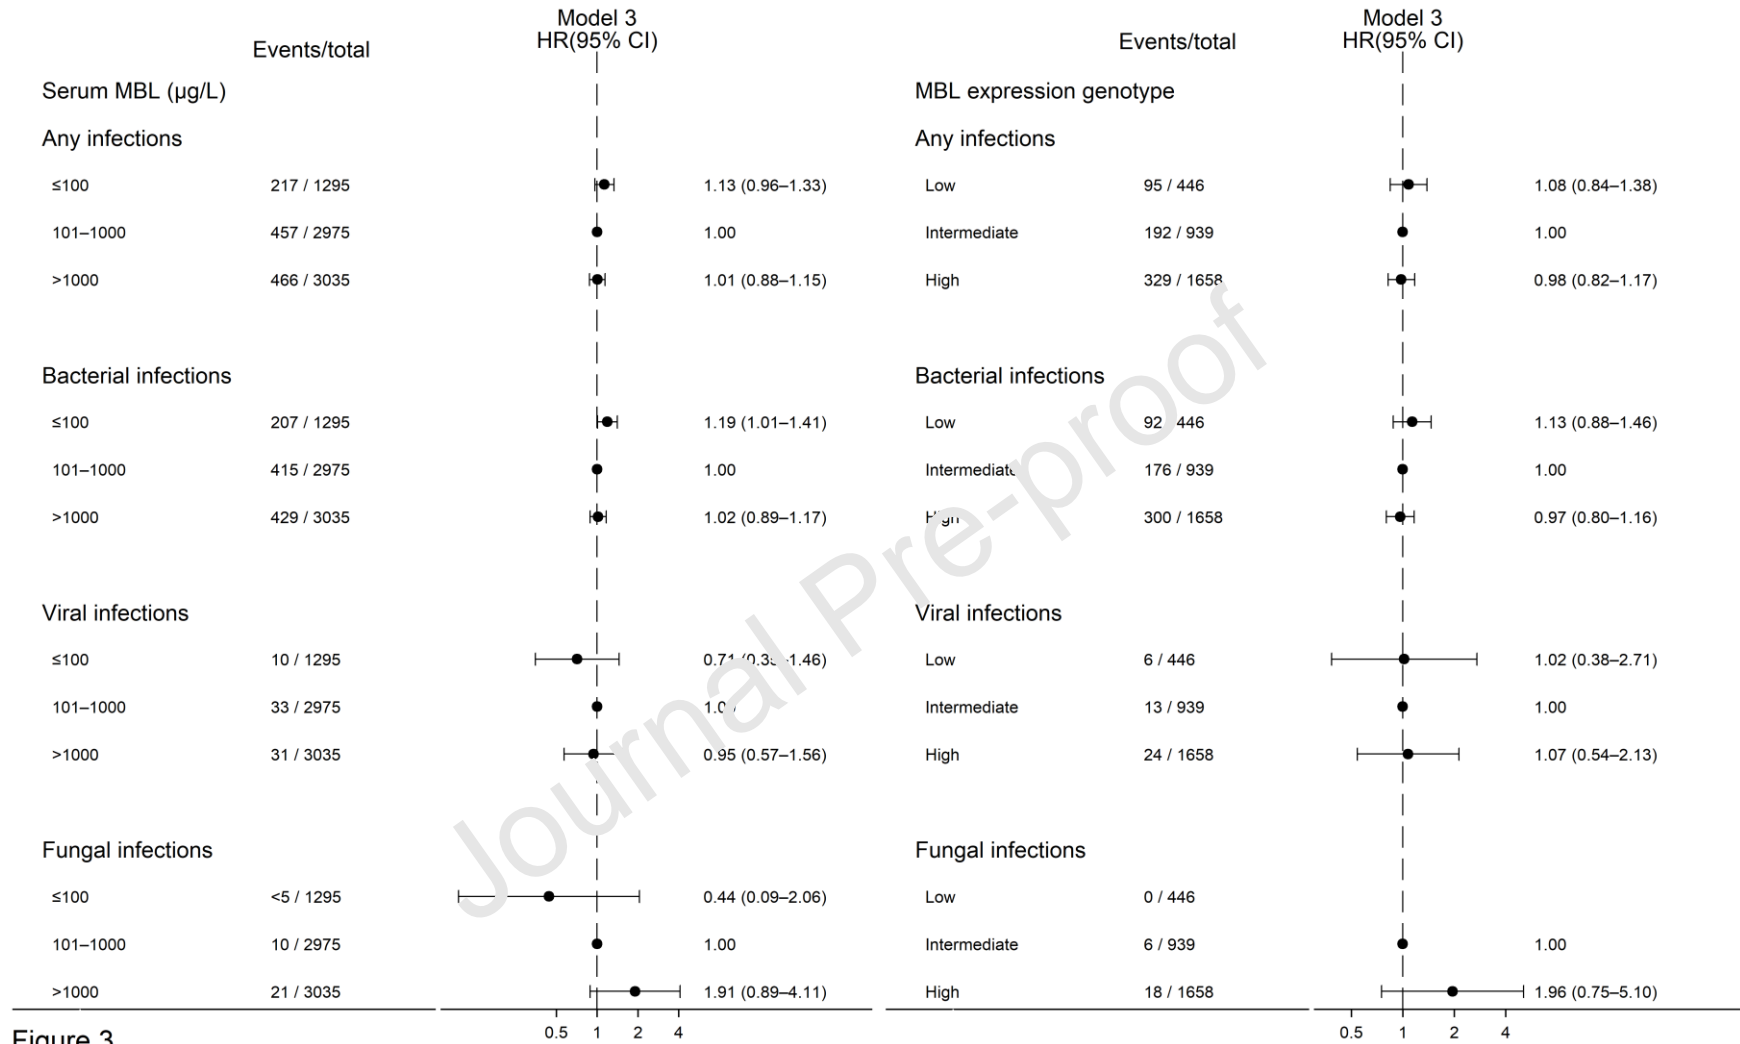 Model 3
HR(95% CI)
Events/total
Serum MBL (µg/L)
Any infections
≤100 217 / 1295 1.13 (0.96–1.33)
101–1000 457 / 2975 1.00
>1000 466 / 3035 1.01 (0.88–1.15)
Bacterial infections
≤100 207 / 1295 1.19 (1.01–1.41)
101–1000 415 / 2975 1.00
>1000 429 / 3035 1.02 (0.89–1.17)
Viral infections
≤100 10 / 1295 0.71 1.46)
101–1000 33 / 2975 1.00
>1000 31 / 3035 0.95 (0.57–1.56)
Fungal infections
≤100 <5 / 1295 0.44 (0.09–2.06)
101–1000 10 / 2975 1.00
>1000 21 / 3035 1.91 (0.89–4.11)
0.5 1 2 4
Model 3
HR(95% CI)
Events/total
MBL expression genotype
Any infections
Low 95 / 446 1.08 (0.84–1.38)
Intermediate 192 / 939 1.00
High 329 / 1658 0.98 (0.82–1.17)
Bacterial infections
Low 92 446 1.13 (0.88–1.46)
Intermediate 176 / 939 1.00
High 300 / 1658 0.97 (0.80–1.16)
Viral infections
Low 6 / 446 1.02 (0.38–2.71)
Intermediate 13 / 939 1.00
High 24 / 1658 1.07 (0.54–2.13)
Fungal infections
Low 0 / 446
Intermediate 6 / 939 1.00
High 18 / 1658 1.96 (0.75–5.10)
0.5 1 2 4
Journal Pre-proof
Figure 3